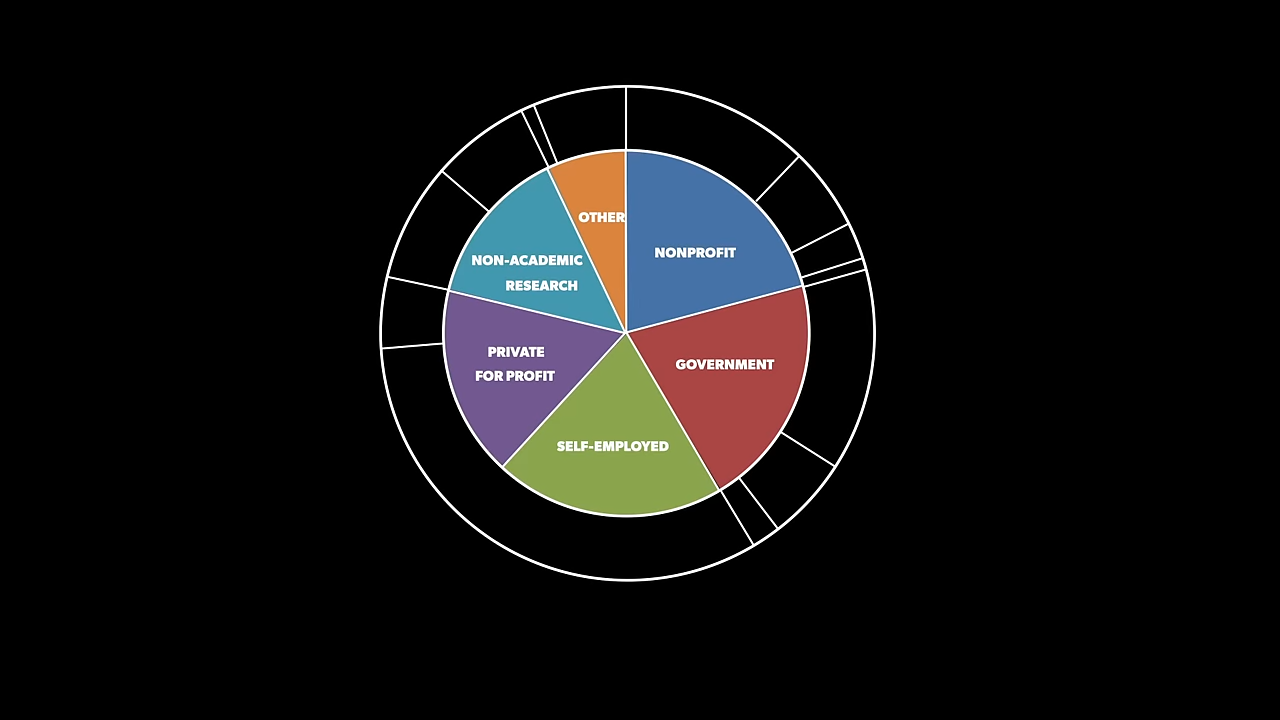 OTHER
NONPROFIT
NON-ACADEMIC
RESEARCH
PRIVATE
FOR PROFIT
GOVERNMENT
SELF-EMPLOYED